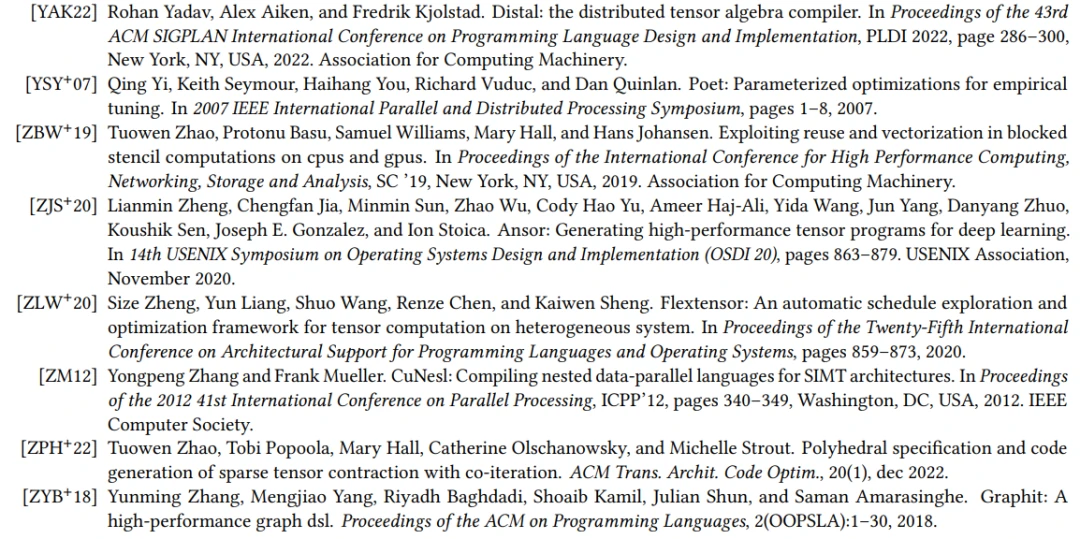 [YAK22] Rohan Yadav, Alex Aiken, and Fredrik Kjolstad. Distal: the distributed tensor algebra compiler. In Proceedings of the 43rd
ACM SIGPLAN International Conference on Programming Language Design and Implementation, PLDI 2022, page 286–300,
New York, NY, USA, 2022. Association for Computing Machinery.
[YSY+07] Qing Yi, Keith Seymour, Haihang You, Richard Vuduc, and Dan Quinlan. Poet: Parameterized optimizations for empirical
tuning. In 2007 IEEE International Parallel and Distributed Processing Symposium, pages 1–8, 2007.
[ZBW+19] Tuowen Zhao, Protonu Basu, Samuel Williams, Mary Hall, and Hans Johansen. Exploiting reuse and vectorization in blocked
stencil computations on cpus and gpus. In Proceedings of the International Conference for High Performance Computing,
Networking, Storage and Analysis, SC ’19, New York, NY, USA, 2019. Association for Computing Machinery.
[ZJS+20] Lianmin Zheng, Chengfan Jia, Minmin Sun, Zhao Wu, Cody Hao Yu, Ameer Haj-Ali, Yida Wang, Jun Yang, Danyang Zhuo,
Koushik Sen, Joseph E. Gonzalez, and Ion Stoica. Ansor: Generating high-performance tensor programs for deep learning.
In 14th USENIX Symposium on Operating Systems Design and Implementation (OSDI 20), pages 863–879. USENIX Association,
November 2020.
[ZLW+20] Size Zheng, Yun Liang, Shuo Wang, Renze Chen, and Kaiwen Sheng. Flextensor: An automatic schedule exploration and
optimization framework for tensor computation on heterogeneous system. In Proceedings of the Twenty-Fifth International
Conference on Architectural Support for Programming Languages and Operating Systems, pages 859–873, 2020.
[ZM12] Yongpeng Zhang and Frank Mueller. CuNesl: Compiling nested data-parallel languages for SIMT architectures. In Proceedings
of the 2012 41st International Conference on Parallel Processing, ICPP’12, pages 340–349, Washington, DC, USA, 2012. IEEE
Computer Society.
[ZPH+22] Tuowen Zhao, Tobi Popoola, Mary Hall, Catherine Olschanowsky, and Michelle Strout. Polyhedral specification and code
generation of sparse tensor contraction with co-iteration. ACM Trans. Archit. Code Optim., 20(1), dec 2022.
[ZYB+18] Yunming Zhang, Mengjiao Yang, Riyadh Baghdadi, Shoaib Kamil, Julian Shun, and Saman Amarasinghe. Graphit: A
high-performance graph dsl. Proceedings of the ACM on Programming Languages, 2(OOPSLA):1–30, 2018.